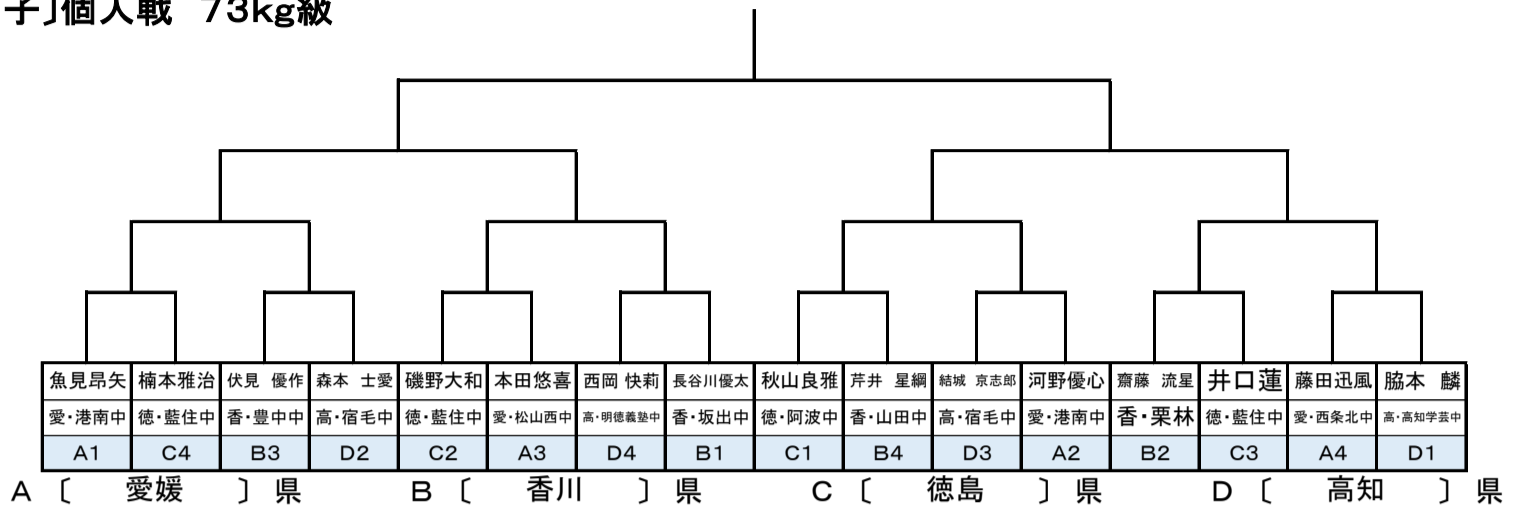 子」個人戦 73kg級
魚見昂矢 楠本雅治 伏見 優作 森本 士愛 磯野大和 本田悠喜 西岡 快莉 長谷川優太 秋山良雅 芹井 星綱 結城 京志郎 河野優心 齋藤 流星 井口蓮 藤田迅風 脇本 麟
愛・港南中 徳・藍住中 香・豊中中 高・宿毛中 徳・藍住中 愛・松山西中 高・明徳義塾中 香・坂出中 徳・阿波中 香・山田中 高・宿毛中 愛・港南中 香・栗林 徳・藍住中 愛・西条北中 高・高知学芸中
A1 C4 B3 D2 C2 A3 D4 B1 C1 B4 D3 A2 B2 C3 A4 D1
A 〔 愛媛 〕県 B 〔 香川 〕県 C 〔 徳島 〕県 D 〔 高知 〕県